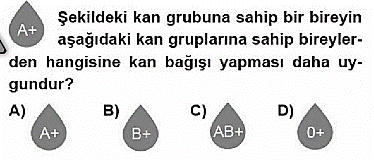 A+
Şekildeki kan grubuna sahip bir bireyin
aşağıdaki kan gruplarına sahip bireyler-
den hangisine kan bağışı yapması daha uy-
gundur?
A) A+ B) B+ C) AB+ D) 0+